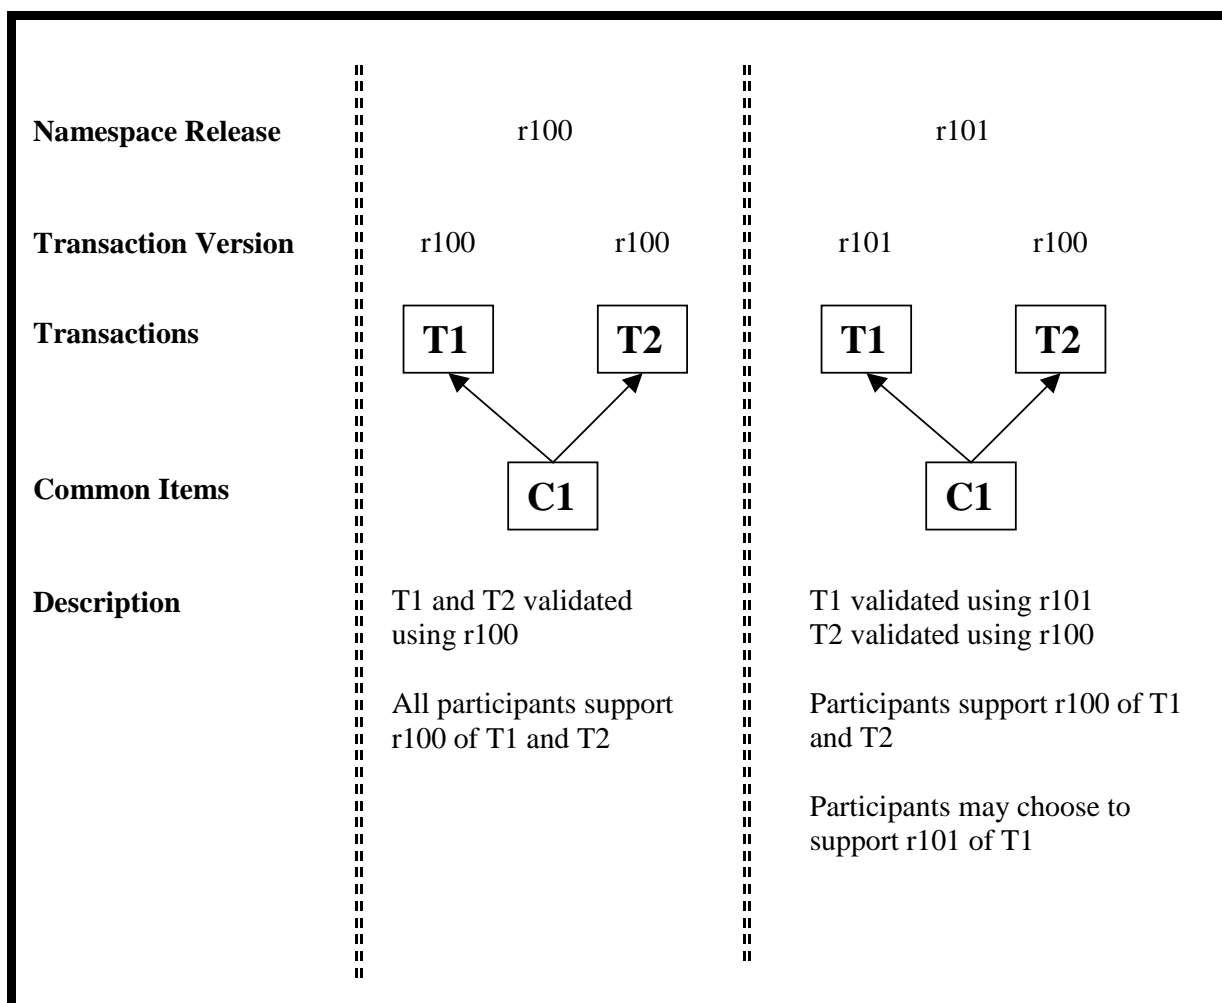 Namespace Release r100 r101
Transaction Version r100 r100 r101 r100
Transactions T1 T2 T1 T2
Common Items C1 C1
Description
T1 and T2 validated
using r100
All participants support
r100 of T1 and T2
T1 validated using r101
T2 validated using r100
Participants support r100 of T1
and T2
Participants may choose to
support r101 of T1